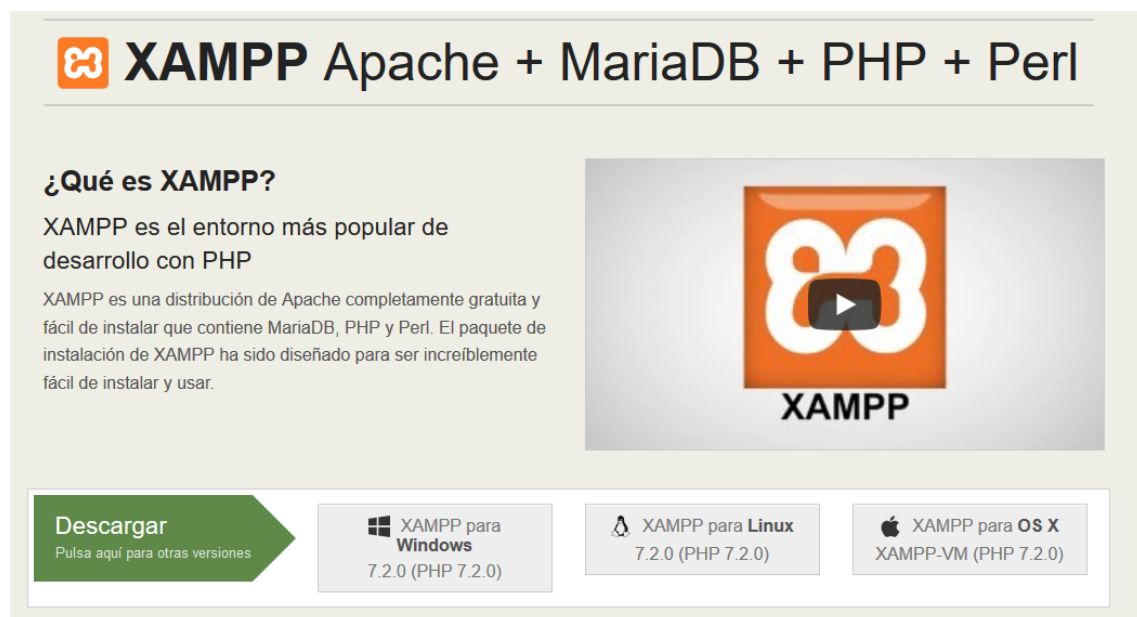 XAMPP Apache + MariaDB + PHP + Perl
¿Qué es XAMPP?
XAMPP es el entorno más popular de
desarrollo con PHP
XAMPP es una distribución de Apache completamente gratuita y
fácil de instalar que contiene MariaDB, PHP y Perl. El paquete de
instalación de XAMPP ha sido diseñado para ser increíblemente
fácil de instalar y usar.
XAMPP
Descargar
Pulsa aquí para otras versiones
XAMPP para
Windows
7.2.0 (PHP 7.2.0)
XAMPP para Linux
7.2.0 (PHP 7.2.0)
XAMPP para OS X
XAMPP-VM (PHP 7.2.0)